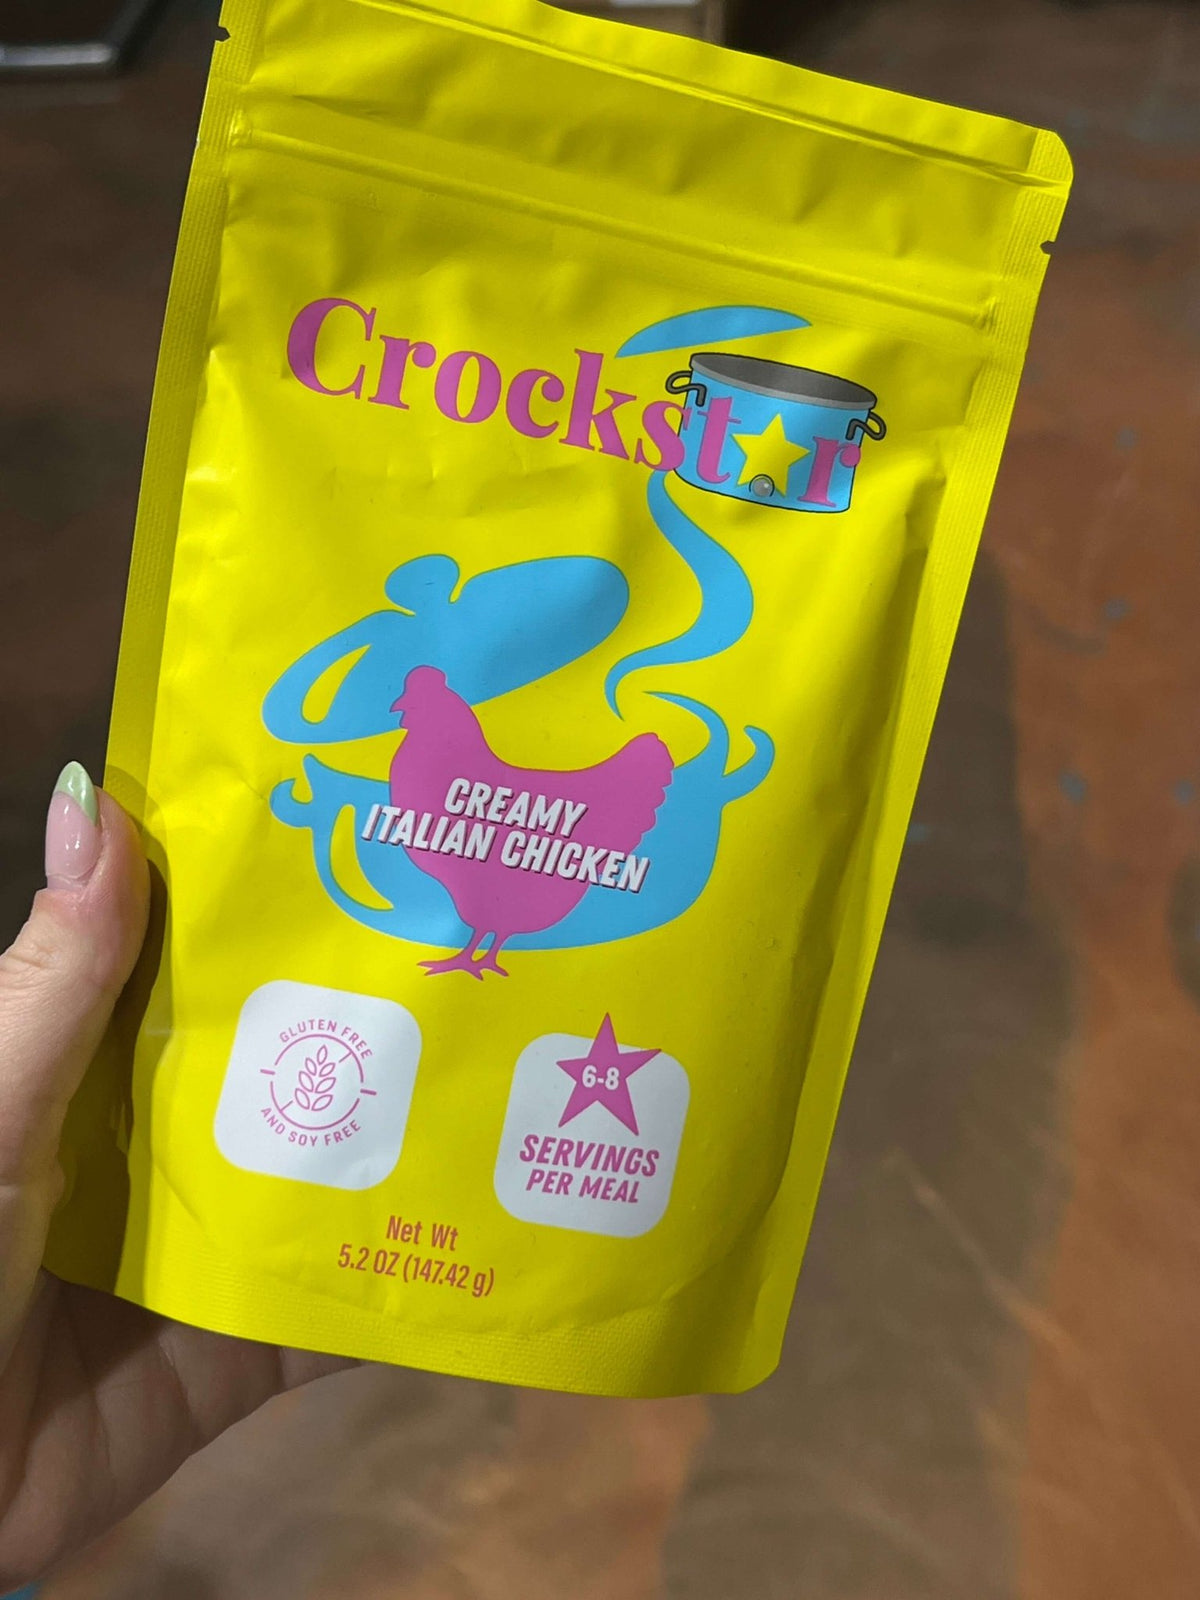 Crockstar
CREAMY
ITALIAN CHICKEN
GLUTEN FREE
AND SOY FREE
6-8
SERVINGS
PER MEAL
Net Wt
5.2 OZ (147.42 g)